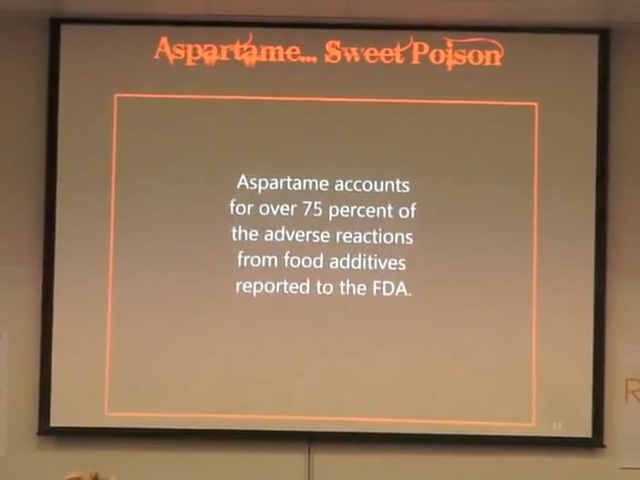 Aspartame... Sweet Poison
Aspartame accounts
for over 75 percent of
the adverse reactions
from food additives
reported to the FDA.
R